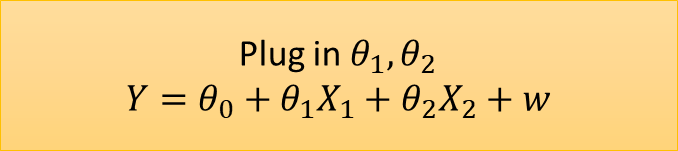 Plug in 𝜃₁, 𝜃₂
𝑌 = 𝜃₀ + 𝜃₁𝑋₁ + 𝜃₂𝑋₂ + 𝑤